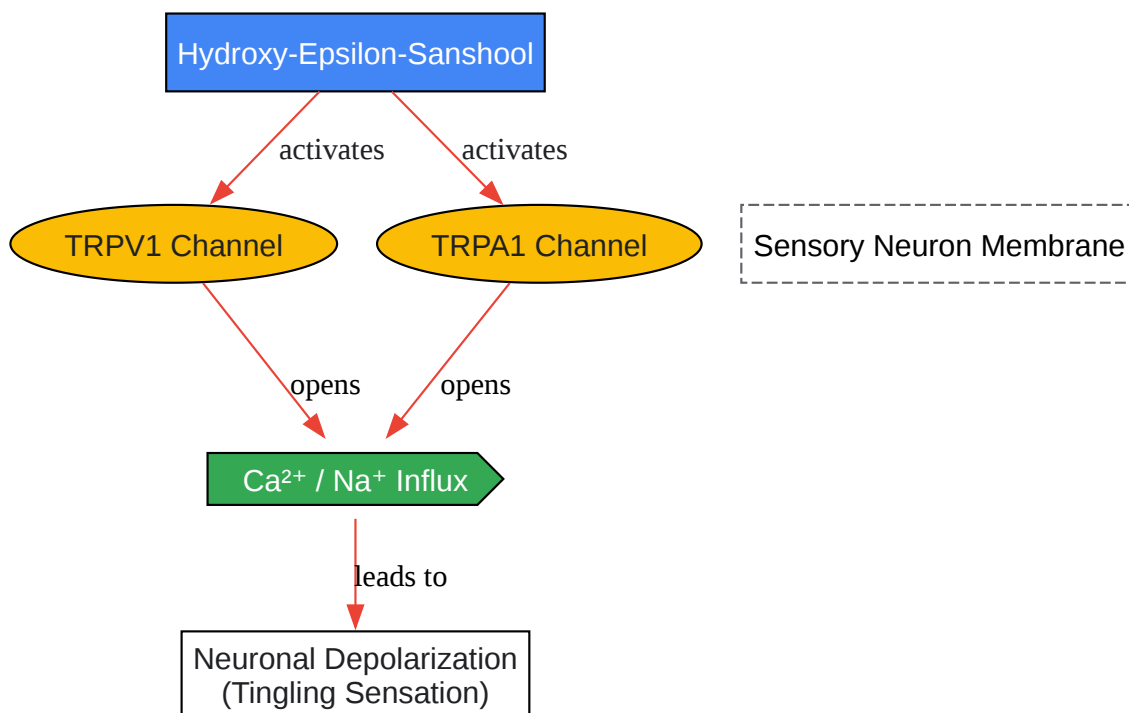 Hydroxy-Epsilon-Sanshool
activates
activates
TRPV1 Channel
TRPA1 Channel
Sensory Neuron Membrane
opens
opens
Ca²⁺ / Na⁺ Influx
leads to
Neuronal Depolarization
(Tingling Sensation)